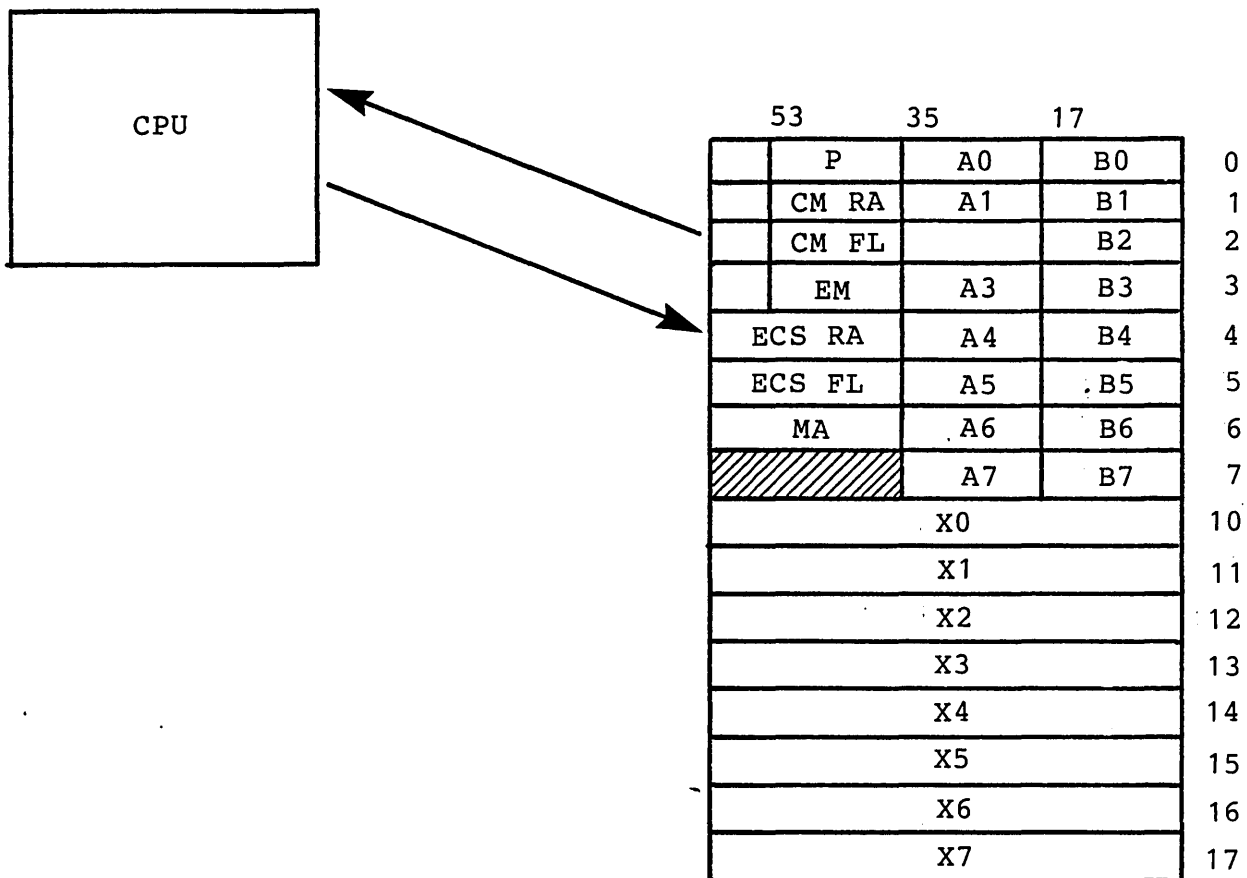 CPU
53 35 17
P A0 B0 0
CM RA A1 B1 1
CM FL B2 2
EM A3 B3 3
ECS RA A4 B4 4
ECS FL A5 B5 5
MA A6 B6 6
A7 B7 7
X0 10
X1 11
X2 12
X3 13
X4 14
X5 15
X6 16
X7 17